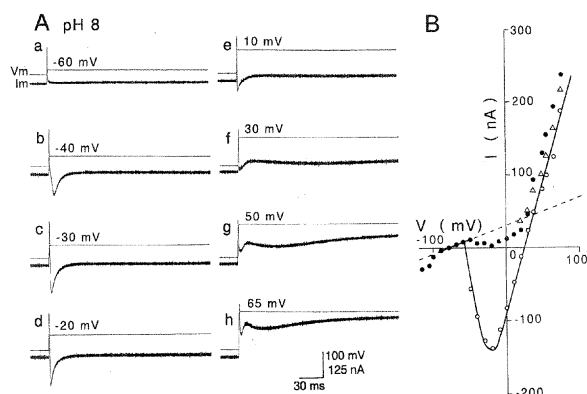 A pH 8
a
-60 mV
Vm
Im
b
-40 mV
c
-30 mV
d
-20 mV
e
10 mV
f
30 mV
g
50 mV
h
65 mV
100 mV
125 nA
30 ms
B
300
200
100
I ( nA)
V ( mV)
-100
0
100
-100
-200